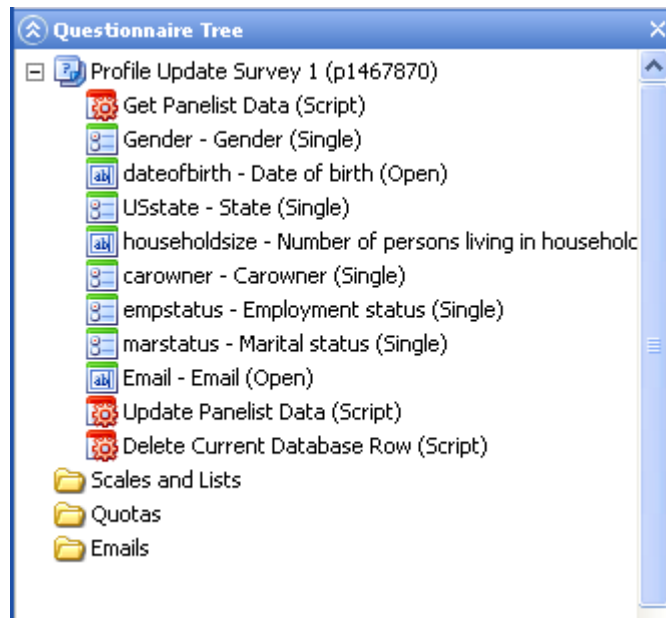 Questionnaire Tree
Profile Update Survey 1 (p1467870)
Get Panelist Data (Script)
Gender - Gender (Single)
dateofbirth - Date of birth (Open)
USstate - State (Single)
householdsize - Number of persons living in househol
carowner - Carowner (Single)
empstatus - Employment status (Single)
marstatus - Marital status (Single)
Email - Email (Open)
Update Panelist Data (Script)
Delete Current Database Row (Script)
Scales and Lists
Quotas
Emails